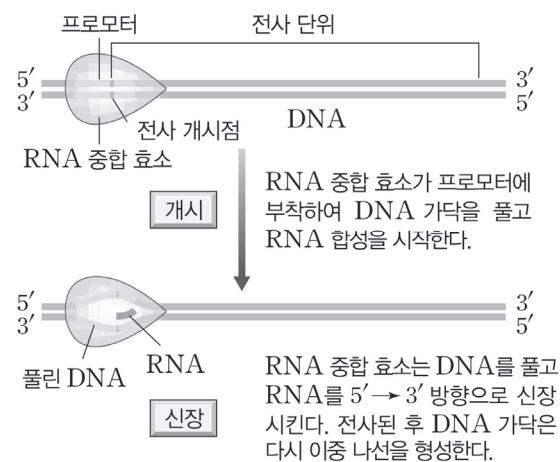 프로모터
전사 단위
5′
3′
3′
5′
전사 개시점
DNA
RNA 중합 효소
개시
RNA 중합 효소가 프로모터에
부착하여 DNA 가닥을 풀고
RNA 합성을 시작한다.
5′
3′
3′
5′
풀린 DNA
RNA
신장
RNA 중합 효소는 DNA를 풀고
RNA를 5′→3′ 방향으로 신장
시킨다. 전사된 후 DNA 가닥은
다시 이중 나선을 형성한다.